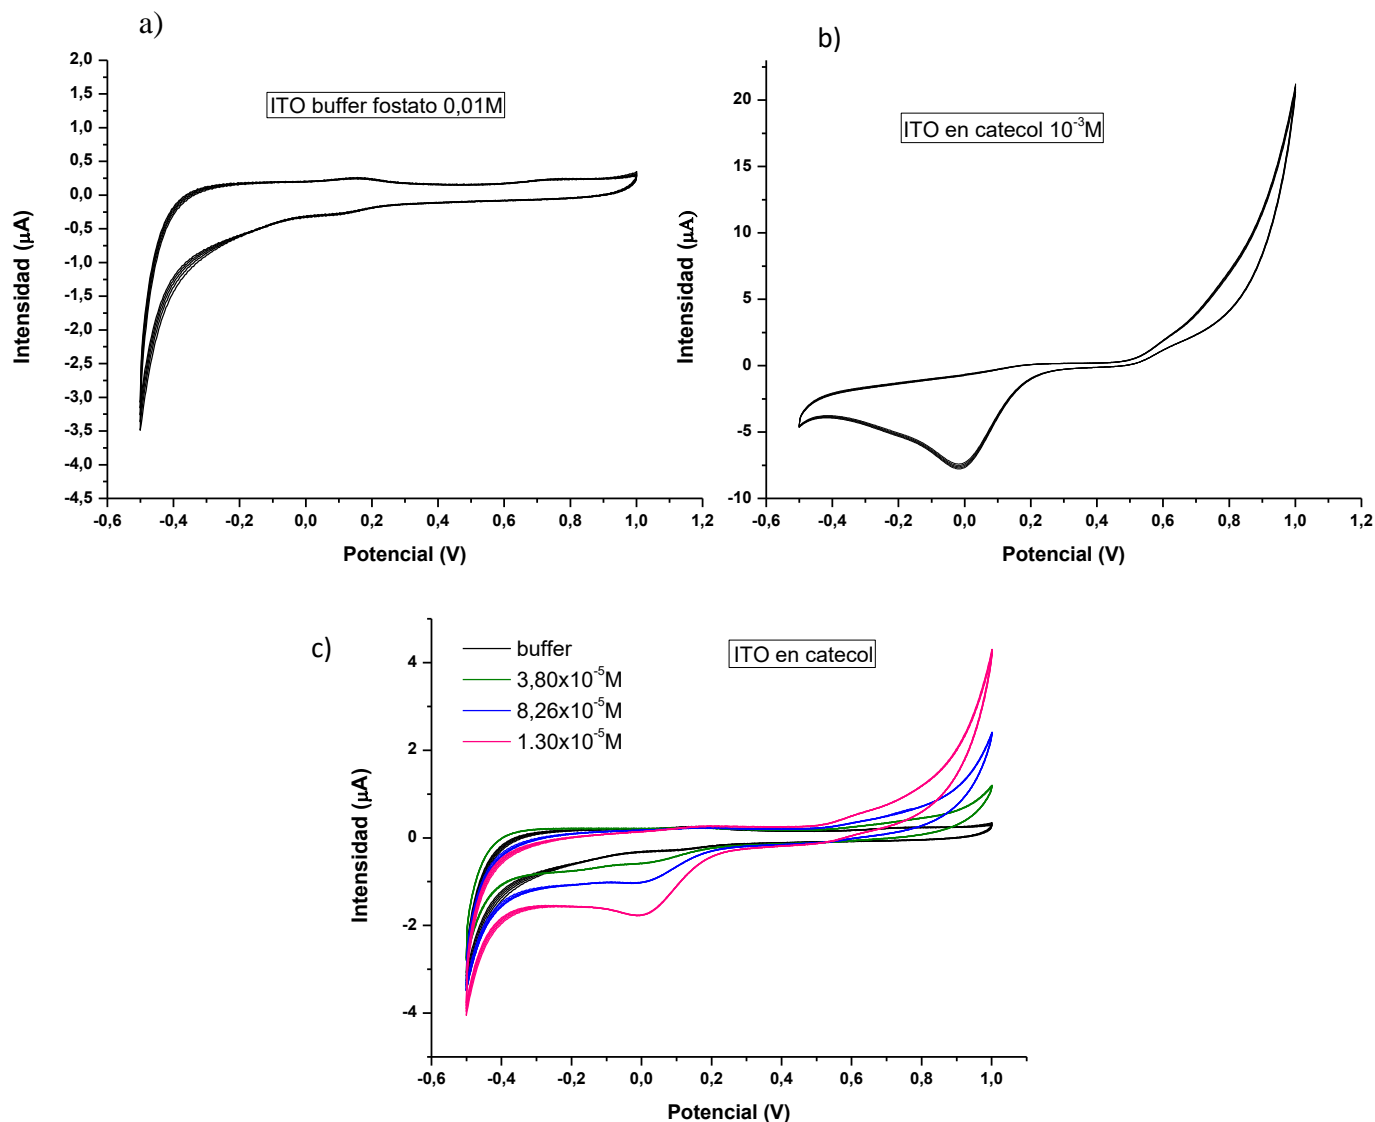 a)
ITO buffer fostato 0,01M
2,0
1,5
1,0
0,5
0,0
-0,5
-1,0
-1,5
-2,0
-2,5
-3,0
-3,5
-4,0
-4,5
-0,6 -0,4 -0,2 0,0 0,2 0,4 0,6 0,8 1,0 1,2
Intensidad (μA)
Potencial (V)
b)
ITO en catecol 10⁻³M
20
15
10
5
0
-5
-10
-0,6 -0,4 -0,2 0,0 0,2 0,4 0,6 0,8 1,0 1,2
Intensidad (μA)
Potencial (V)
c)
ITO en catecol
buffer
3,80x10⁻⁵M
8,26x10⁻⁵M
1.30x10⁻⁵M
4
2
0
-2
-4
-0,6 -0,4 -0,2 0,0 0,2 0,4 0,6 0,8 1,0
Intensidad (μA)
Potencial (V)